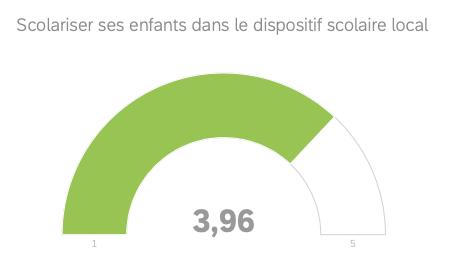 Scolariser ses enfants dans le dispositif scolaire local
3,96
1
5